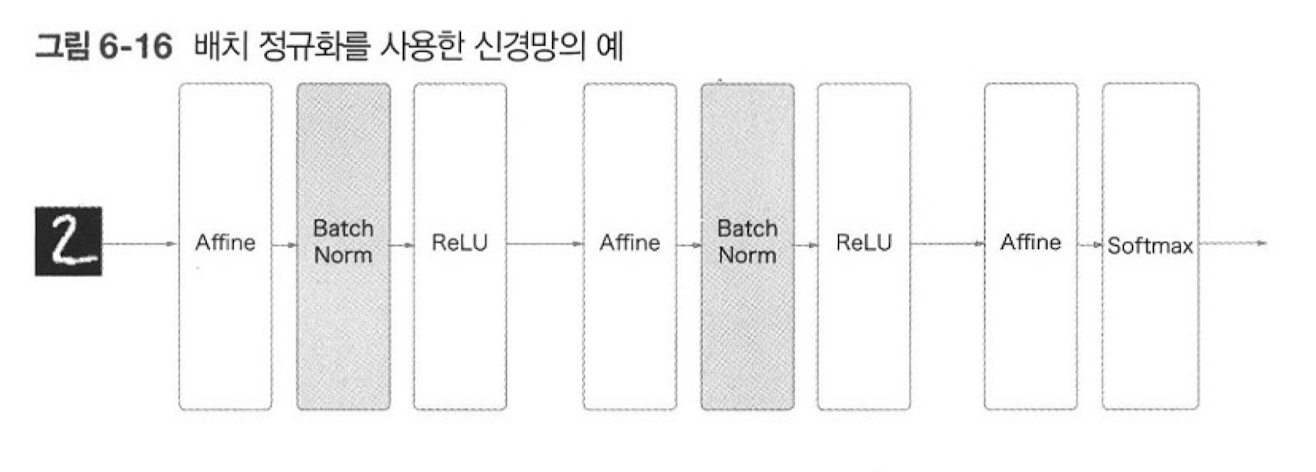 그림 6-16 배치 정규화를 사용한 신경망의 예
2
Affine
Batch
Norm
ReLU
Affine
Batch
Norm
ReLU
Affine
Softmax